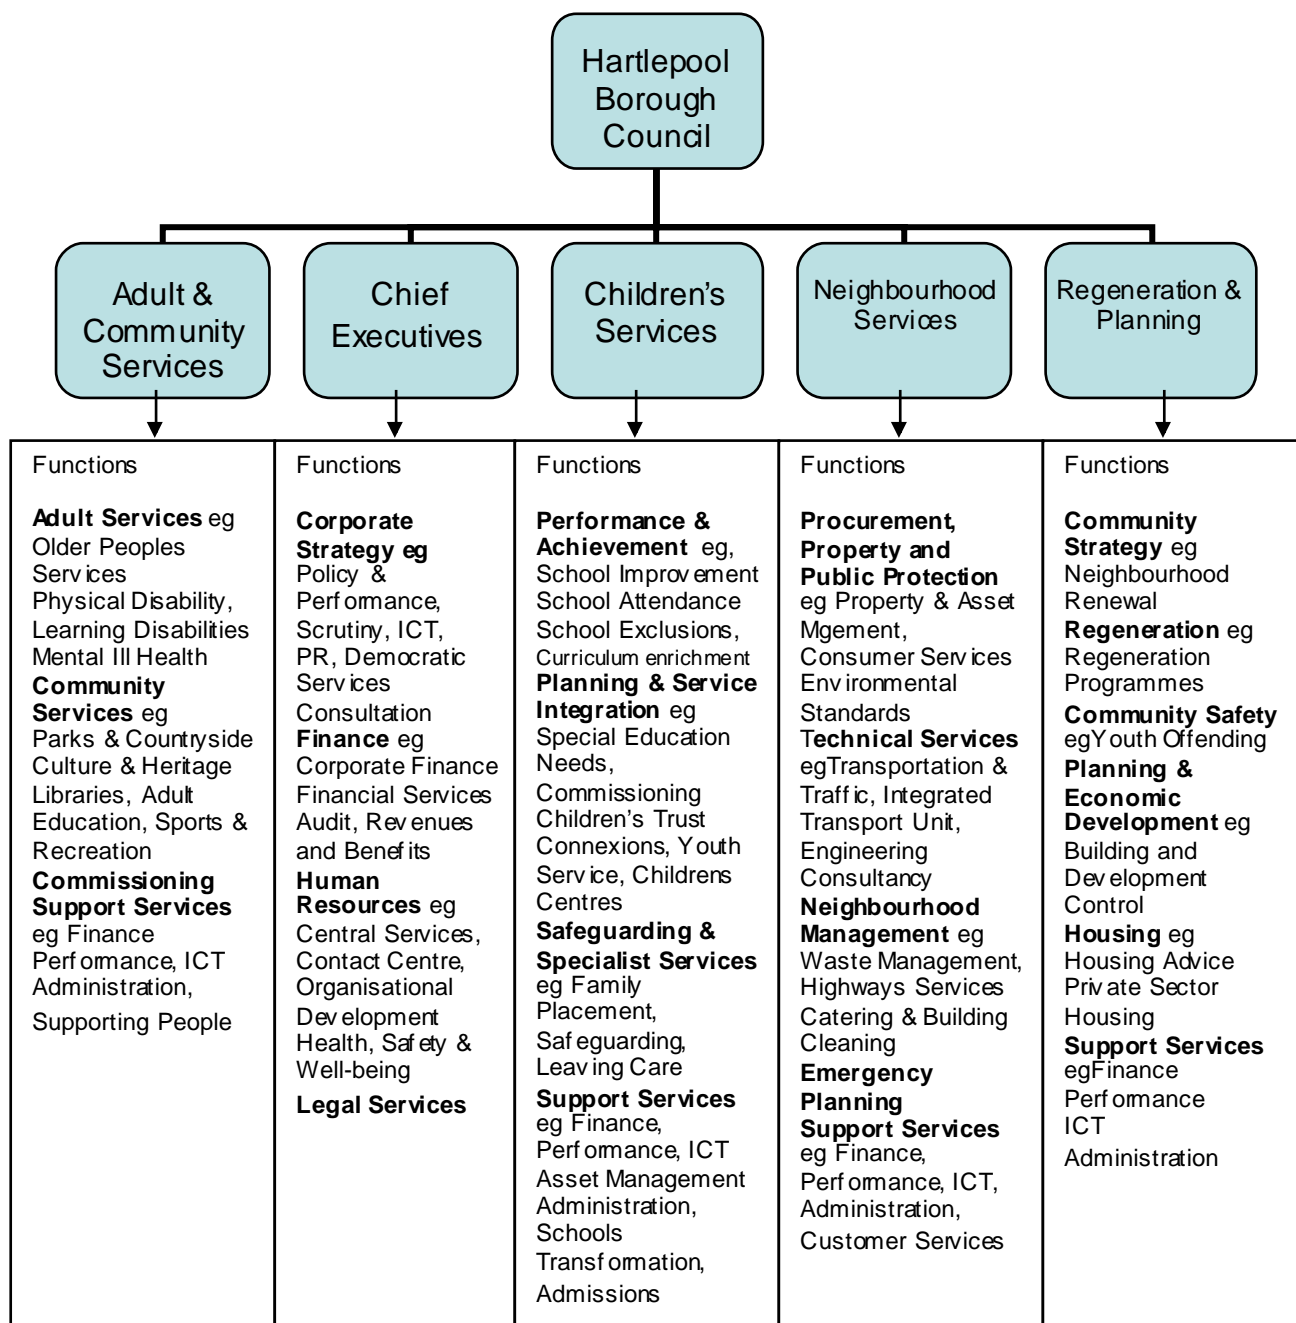 Hartlepool
Borough
Council
Adult &
Community
Services
Chief
Executives
Children's
Services
Neighbourhood
Services
Regeneration &
Planning
Functions
Adult Services eg
Older Peoples
Services
Physical Disability,
Learning Disabilities
Mental Ill Health
Community
Services eg
Parks & Countryside
Culture & Heritage
Libraries, Adult
Education, Sports &
Recreation
Commissioning
Support Services
eg Finance
Performance, ICT
Administration,
Supporting People
Functions
Corporate
Strategy eg
Policy &
Performance,
Scrutiny, ICT,
PR, Democratic
Services
Consultation
Finance eg
Corporate Finance
Financial Services
Audit, Revenues
and Benefits
Human
Resources eg
Central Services,
Contact Centre,
Organisational
Development
Health, Safety &
Well-being
Legal Services
Functions
Performance &
Achievement eg,
School Improvement
School Attendance
School Exclusions,
Curriculum enrichment
Planning & Service
Integration eg
Special Education
Needs,
Commissioning
Children's Trust
Connexions, Youth
Service, Childrens
Centres
Safeguarding &
Specialist Services
eg Family
Placement,
Safeguarding,
Leaving Care
Support Services
eg Finance,
Performance, ICT
Asset Management
Administration,
Schools
Transformation,
Admissions
Functions
Procurement,
Property and
Public Protection
eg Property & Asset
Mgement,
Consumer Services
Environmental
Standards
Technical Services
egTransportation &
Traffic, Integrated
Transport Unit,
Engineering
Consultancy
Neighbourhood
Management eg
Waste Management,
Highways Services
Catering & Building
Cleaning
Emergency
Planning
Support Services
eg Finance,
Performance, ICT,
Administration,
Customer Services
Functions
Community
Strategy eg
Neighbourhood
Renewal
Regeneration eg
Regeneration
Programmes
Community Safety
egYouth Offending
Planning &
Economic
Development eg
Building and
Development
Control
Housing eg
Housing Advice
Private Sector
Housing
Support Services
egFinance
Performance
ICT
Administration